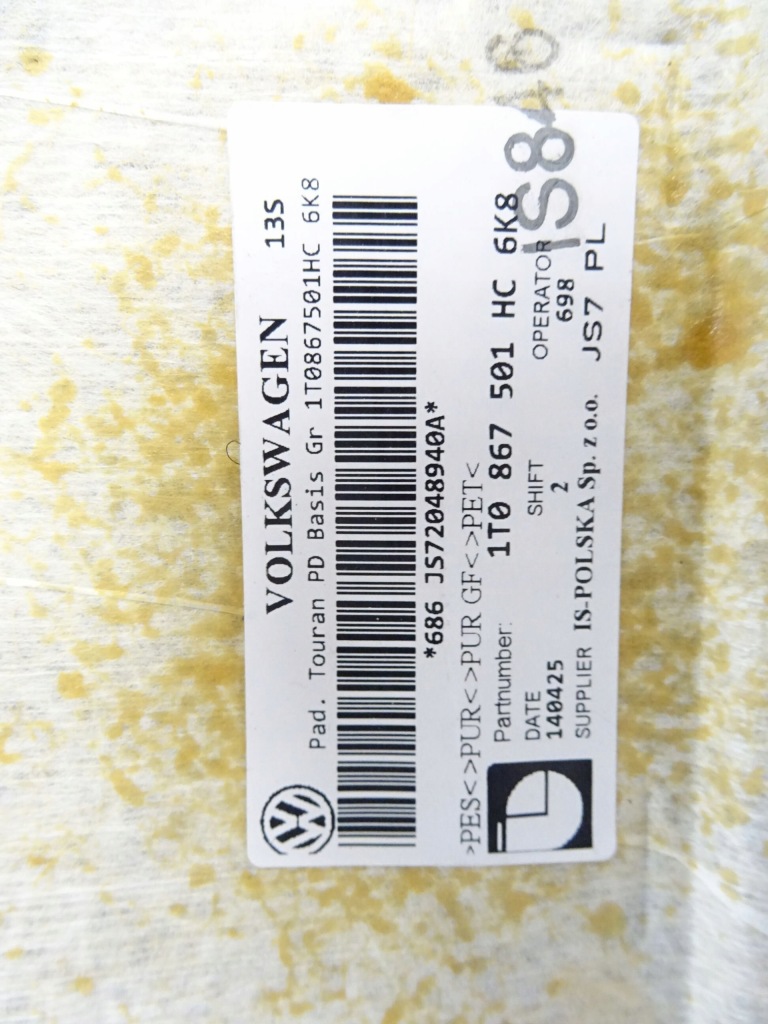 VOLKSWAGEN 13S
Pad. Touran PD Basis Gr 1T0867501HC 6K8
*686 JS72048940A*
>PES<>PUR<>PUR GF<>PET<
Partnumber: 1T0 867 501 HC 6K8
DATE SHIFT OPERATOR
140425 2 698
SUPPLIER IS-POLSKA Sp. z o.o. JS7 PL